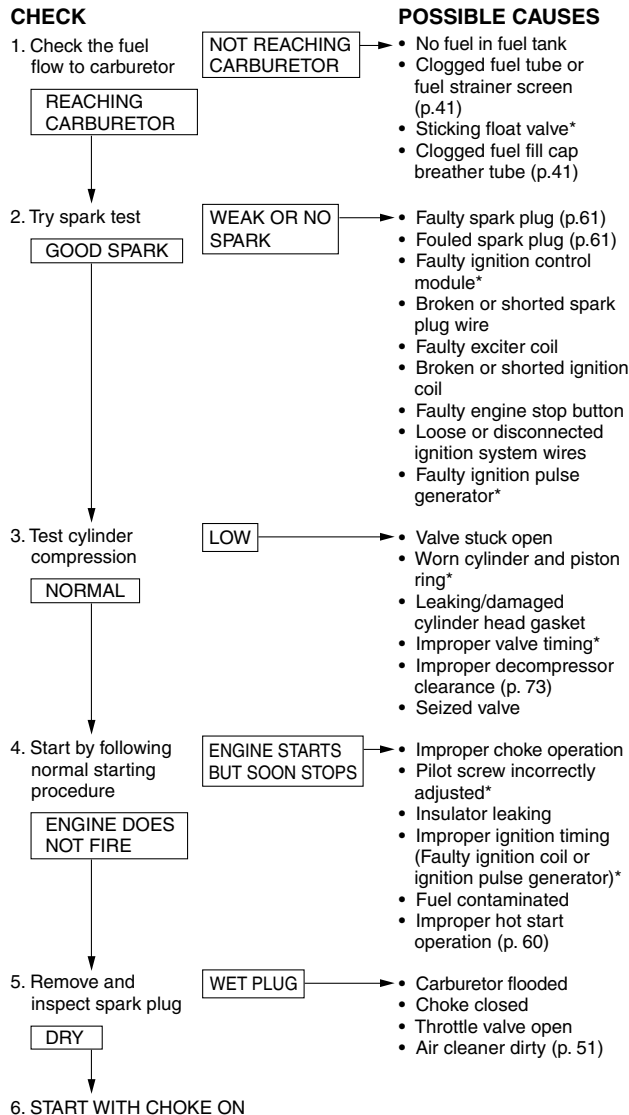 CHECK
POSSIBLE CAUSES
1. Check the fuel
flow to carburetor
REACHING
CARBURETOR
NOT REACHING
CARBURETOR
• No fuel in fuel tank
• Clogged fuel tube or
fuel strainer screen
(p.41)
• Sticking float valve*
• Clogged fuel fill cap
breather tube (p.41)
2. Try spark test
GOOD SPARK
WEAK OR NO
SPARK
• Faulty spark plug (p.61)
• Fouled spark plug (p.61)
• Faulty ignition control
module*
• Broken or shorted spark
plug wire
• Faulty exciter coil
• Broken or shorted ignition
coil
• Faulty engine stop button
• Loose or disconnected
ignition system wires
• Faulty ignition pulse
generator*
3. Test cylinder
compression
NORMAL
LOW
• Valve stuck open
• Worn cylinder and piston
ring*
• Leaking/damaged
cylinder head gasket
• Improper valve timing*
• Improper decompressor
clearance (p. 73)
• Seized valve
4. Start by following
normal starting
procedure
ENGINE DOES
NOT FIRE
ENGINE STARTS
BUT SOON STOPS
• Improper choke operation
• Pilot screw incorrectly
adjusted*
• Insulator leaking
• Improper ignition timing
(Faulty ignition coil or
ignition pulse generator)*
• Fuel contaminated
• Improper hot start
operation (p. 60)
5. Remove and
inspect spark plug
DRY
WET PLUG
• Carburetor flooded
• Choke closed
• Throttle valve open
• Air cleaner dirty (p. 51)
6. START WITH CHOKE ON